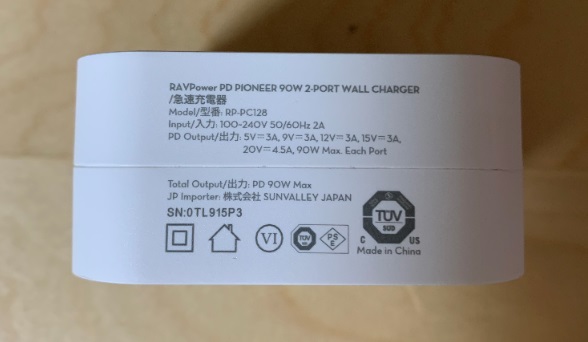 RAVPower PD PIONEER 90W 2-PORT WALL CHARGER
/急速充電器
Model/型番: RP-PC128
Input/入力: 100-240V 50/60Hz 2A
PD Output/出力: 5V⎓3A, 9V⎓3A, 12V⎓3A, 15V⎓3A,
20V⎓4.5A, 90W Max. Each Port
Total Output/出力: PD 90W Max
JP Importer: 株式会社 SUNVALLEY JAPAN
SN:0TL915P3
VI
TÜV
PS
E
TÜV
SUD
C US
Made in China